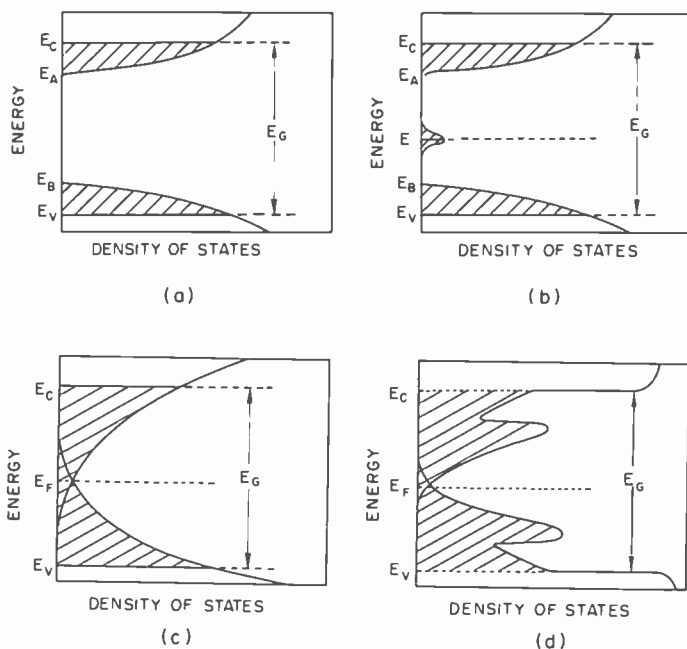 E_C
E_A
E
E_B
E_V
E_G
ENERGY
DENSITY OF STATES
(a)
E_C
E_A
E_B
E_V
E_G
ENERGY
DENSITY OF STATES
(b)
E_C
E_F
E_V
E_G
ENERGY
DENSITY OF STATES
(c)
E_C
E_F
E_V
E_G
ENERGY
DENSITY OF STATES
(d)